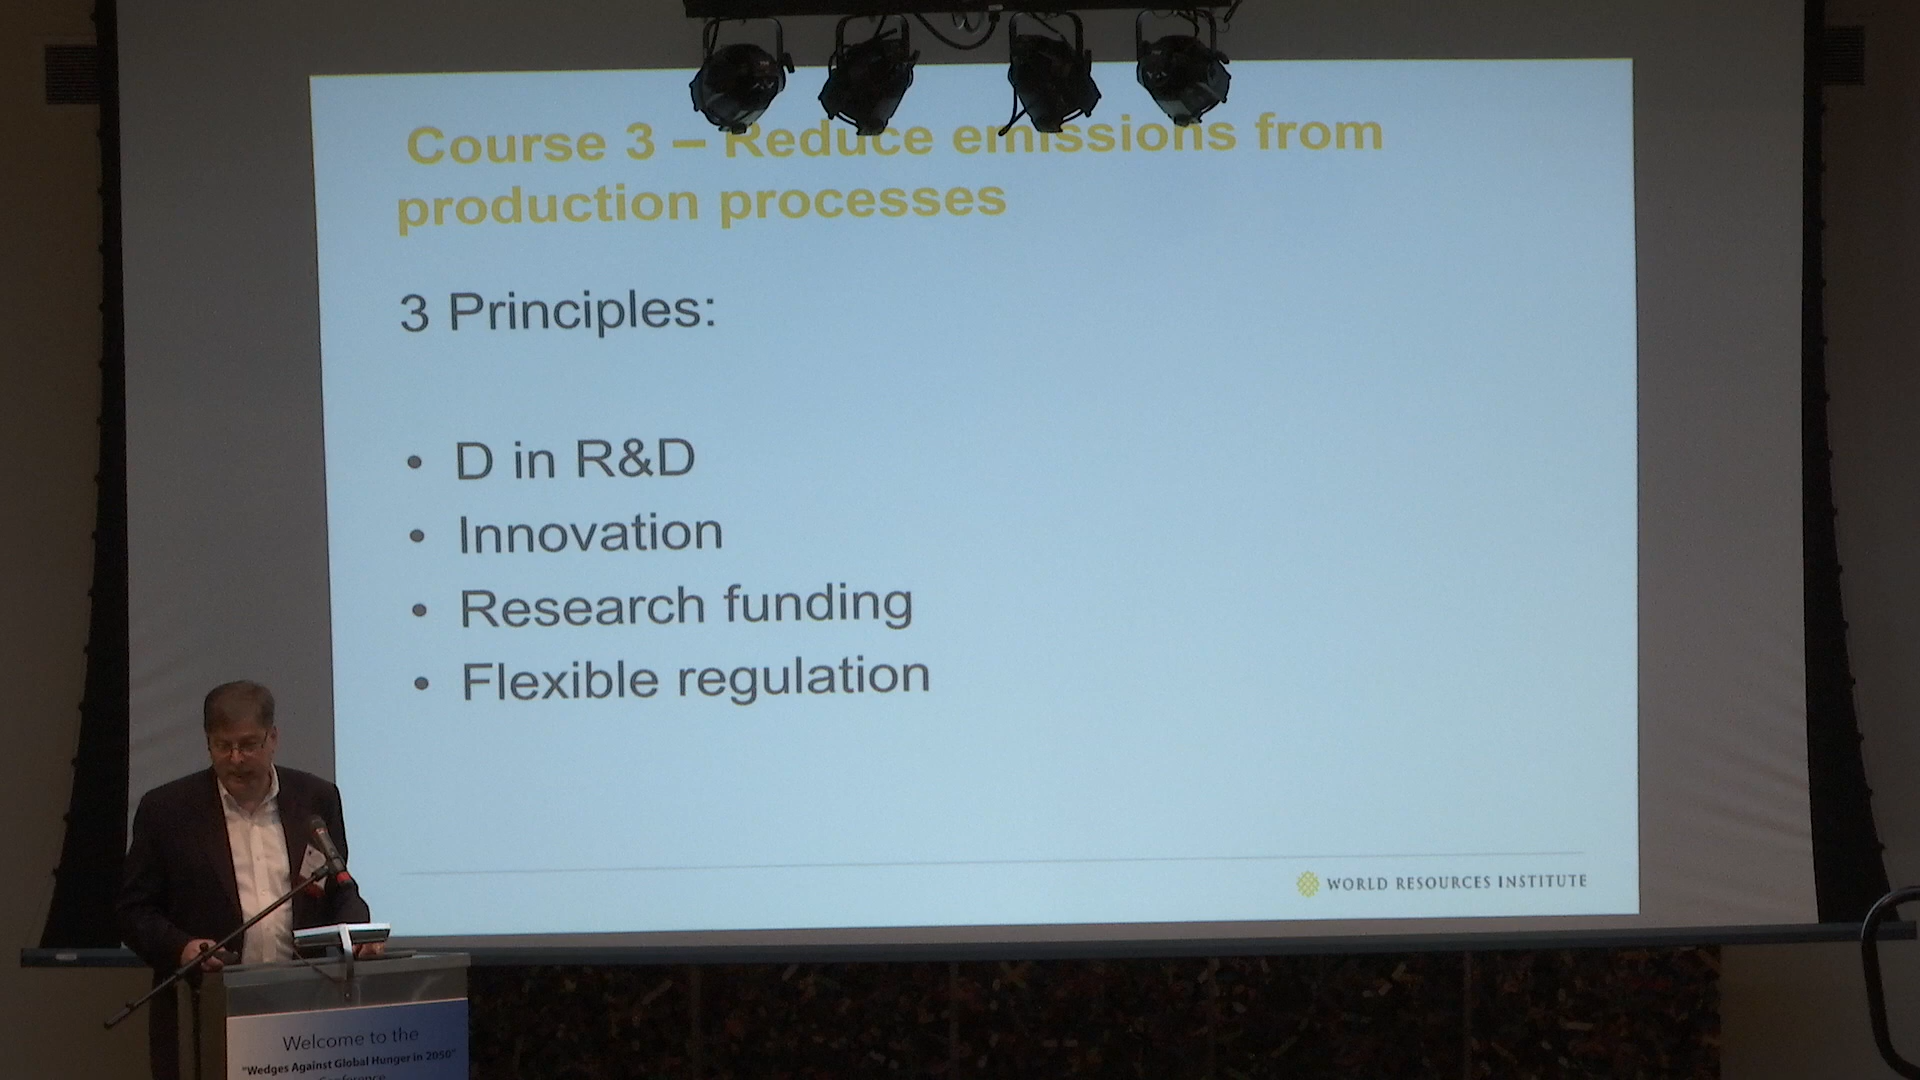 Course 3 – Reduce emissions from
production processes
3 Principles:
• D in R&D
• Innovation
• Research funding
• Flexible regulation
WORLD RESOURCES INSTITUTE
Welcome to the
"Wedges Against Global Hunger in 2050"
Conference